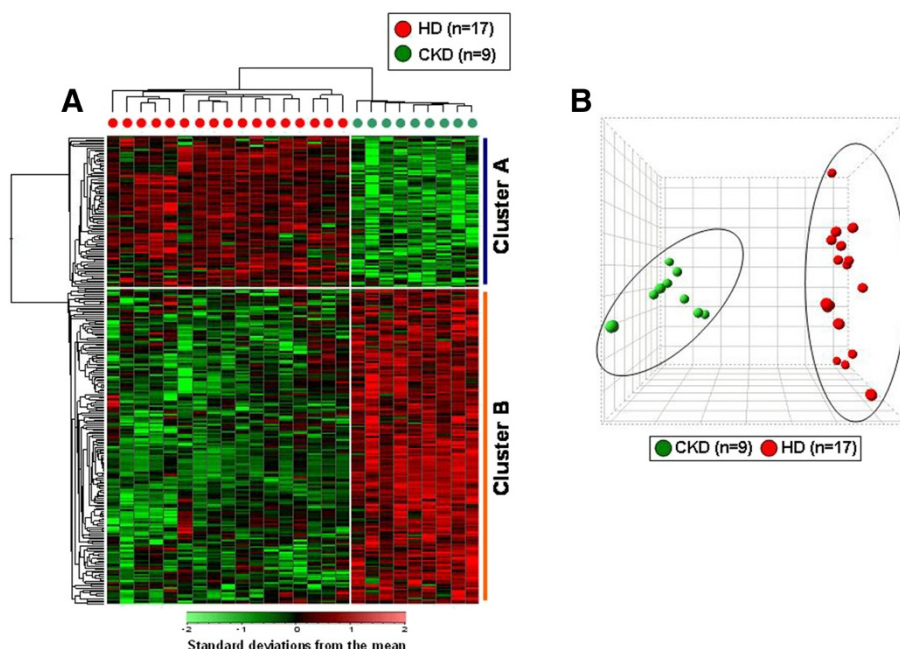 HD (n=17)
CKD (n=9)
A
B
Cluster A
Cluster B
CKD (n=9) HD (n=17)
-2 -1 0 1 2
Standard deviations from the mean